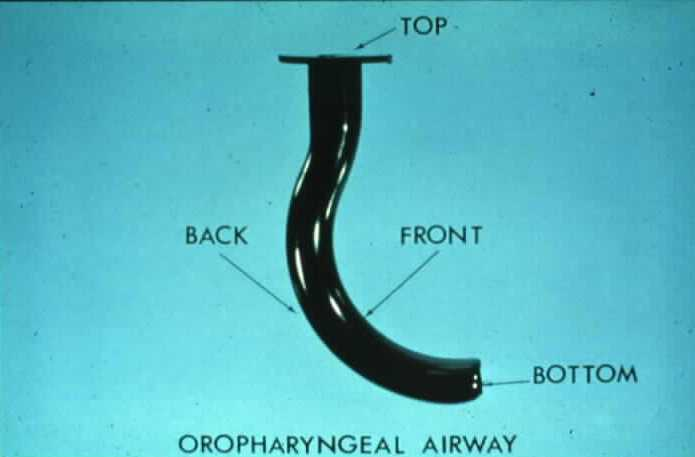 TOP
BACK
FRONT
BOTTOM
OROPHARYNGEAL AIRWAY